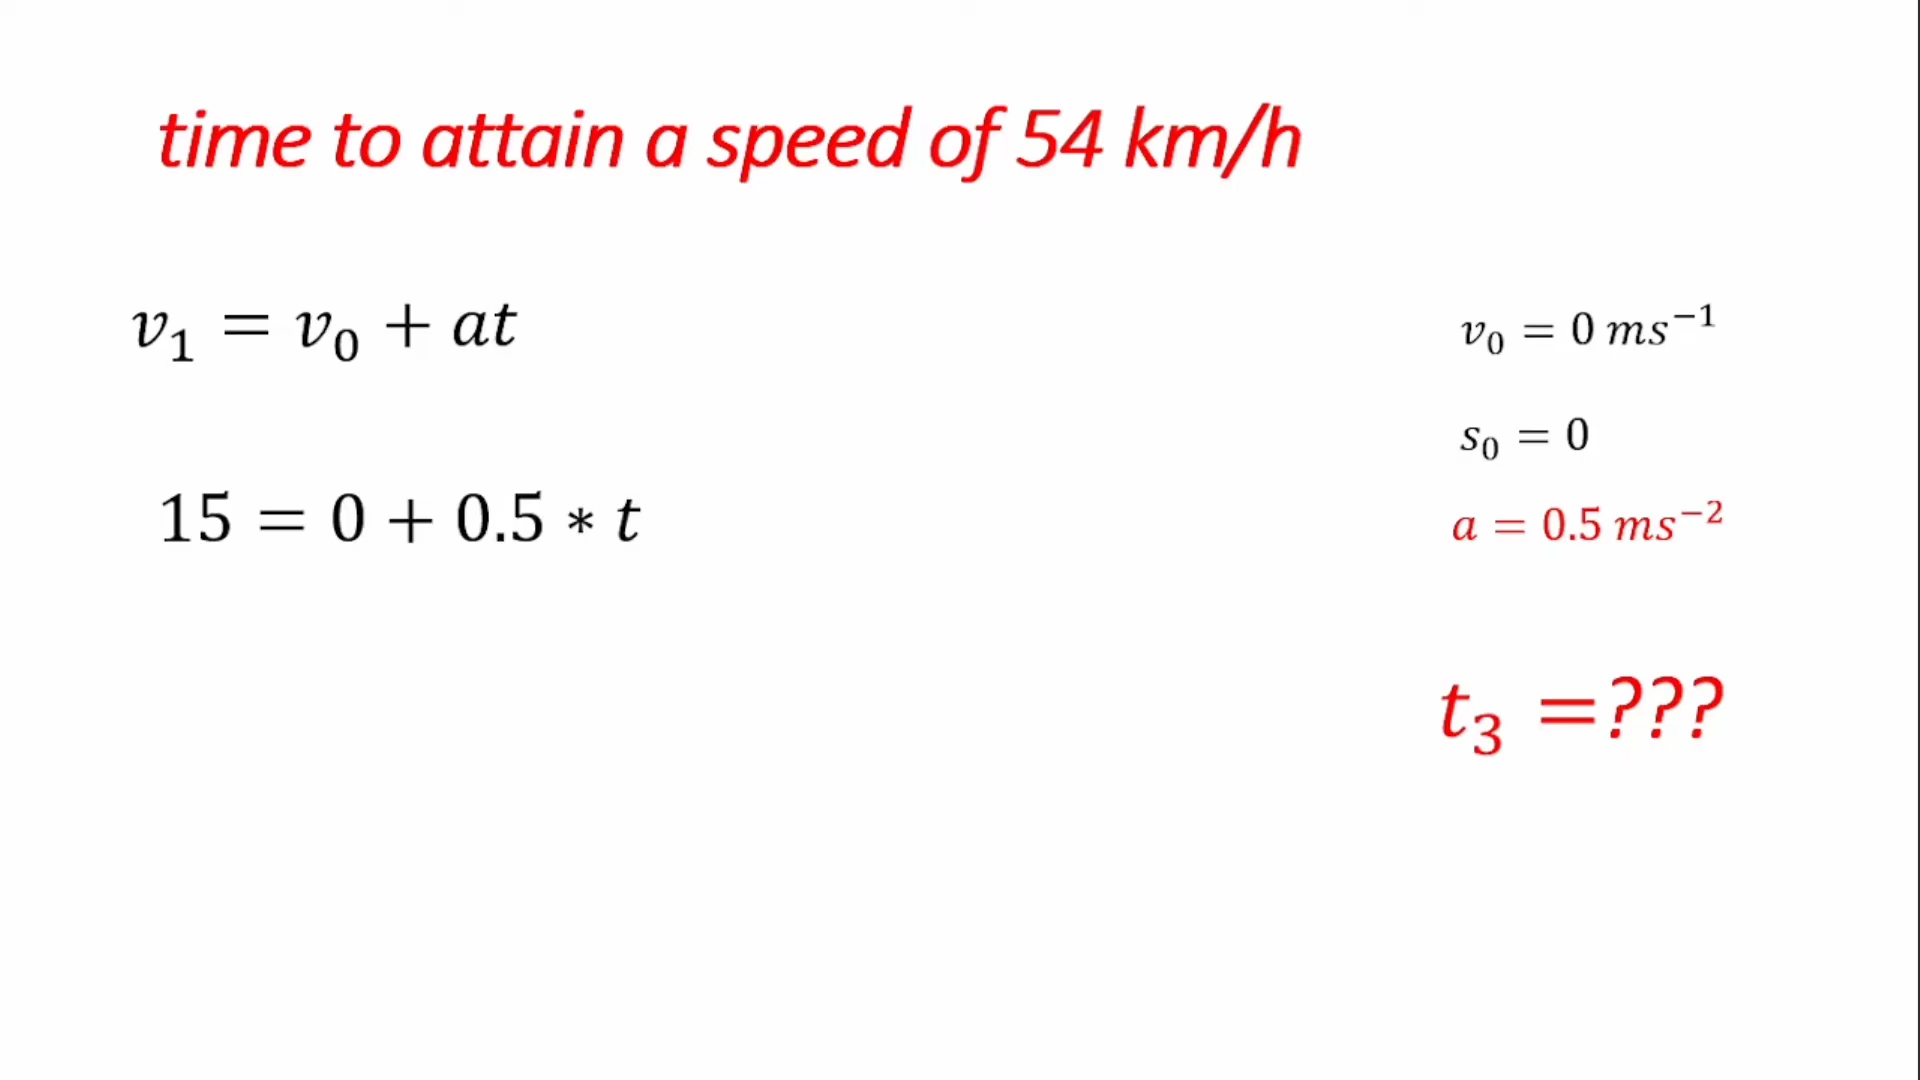 time to attain a speed of 54 km/h
v₁ = v₀ + at
v₀ = 0 ms⁻¹
s₀ = 0
15 = 0 + 0.5 ∗ t
a = 0.5 ms⁻²
t₃ =???